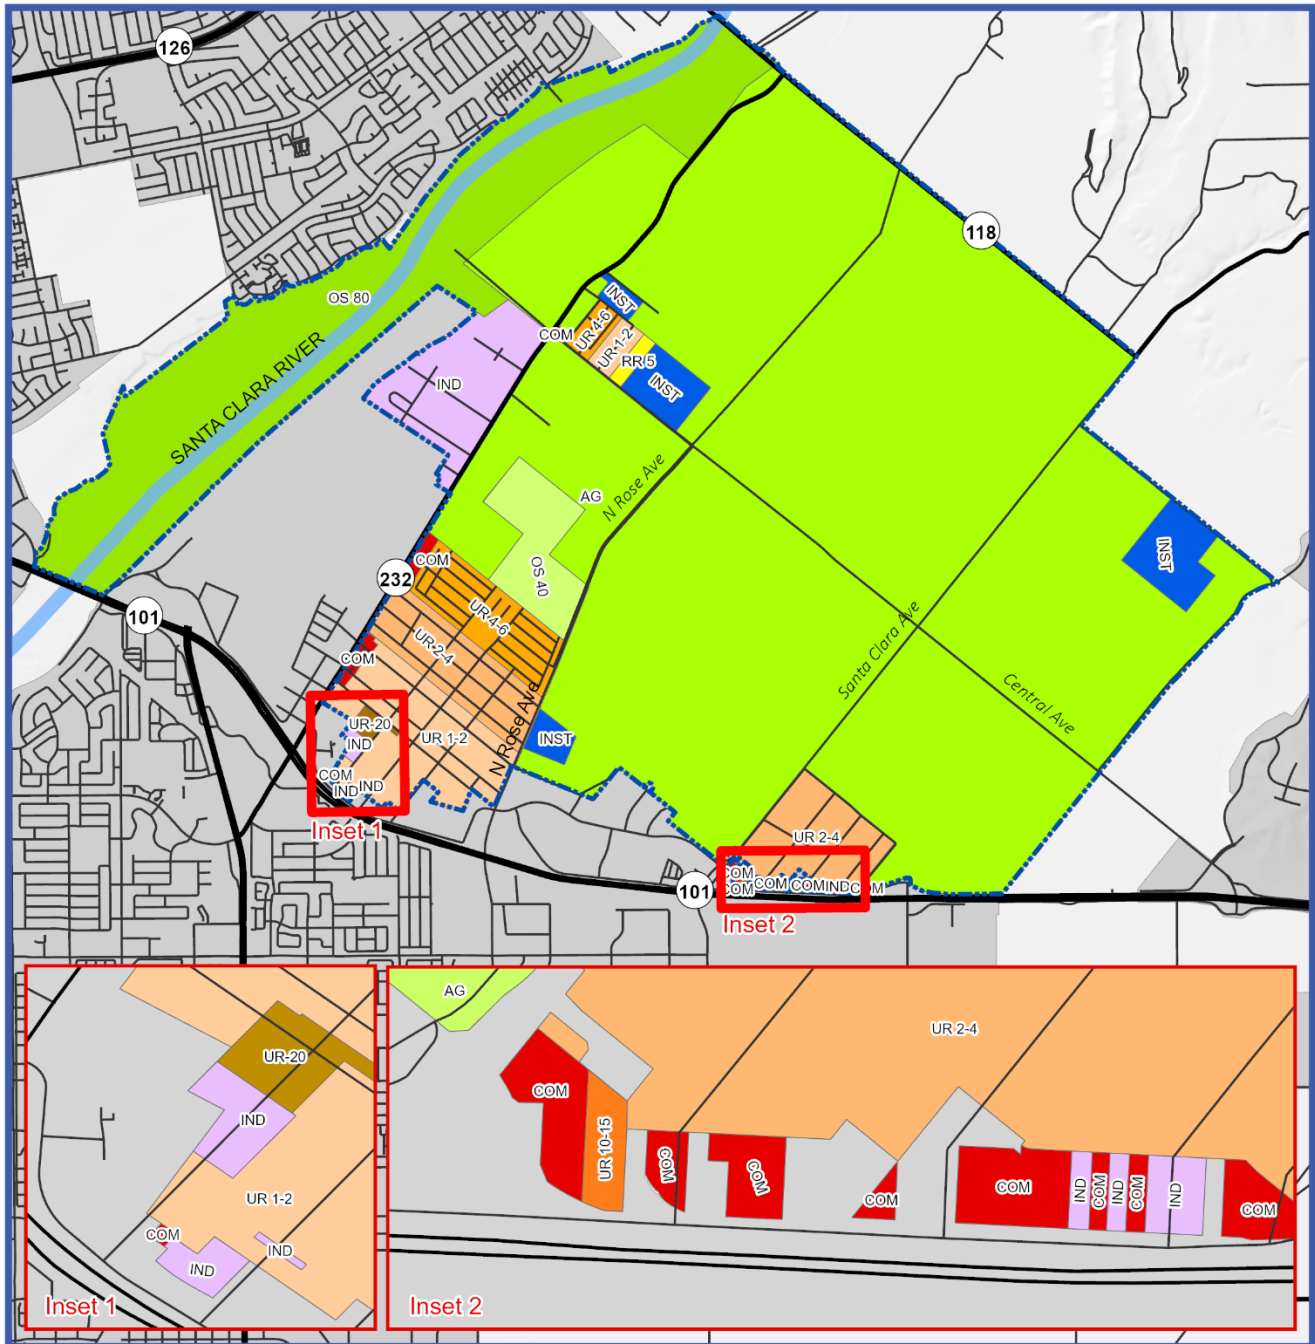 126
118
OS 80
INST
COM
UR 4-6
UR 1-2
RR 5
INST
SANTA CLARA RIVER
IND
N Rose Ave
AG
INST
COM
OS 40
232
UR 4-6
101
UR 2-4
Santa Clara Ave
COM
Central Ave
N Rose Ave
UR-20
UR 1-2
INST
IND
COM
IND
IND
Inset 1
UR 2-4
COM
COM
COM
COM
IND
COM
101
Inset 2
AG
UR 2-4
UR-20
COM
IND
UR 10-15
COM
COM
COM
COM
IND
COM
IND
COM
IND
COM
UR 1-2
COM
IND
IND
Inset 1
Inset 2